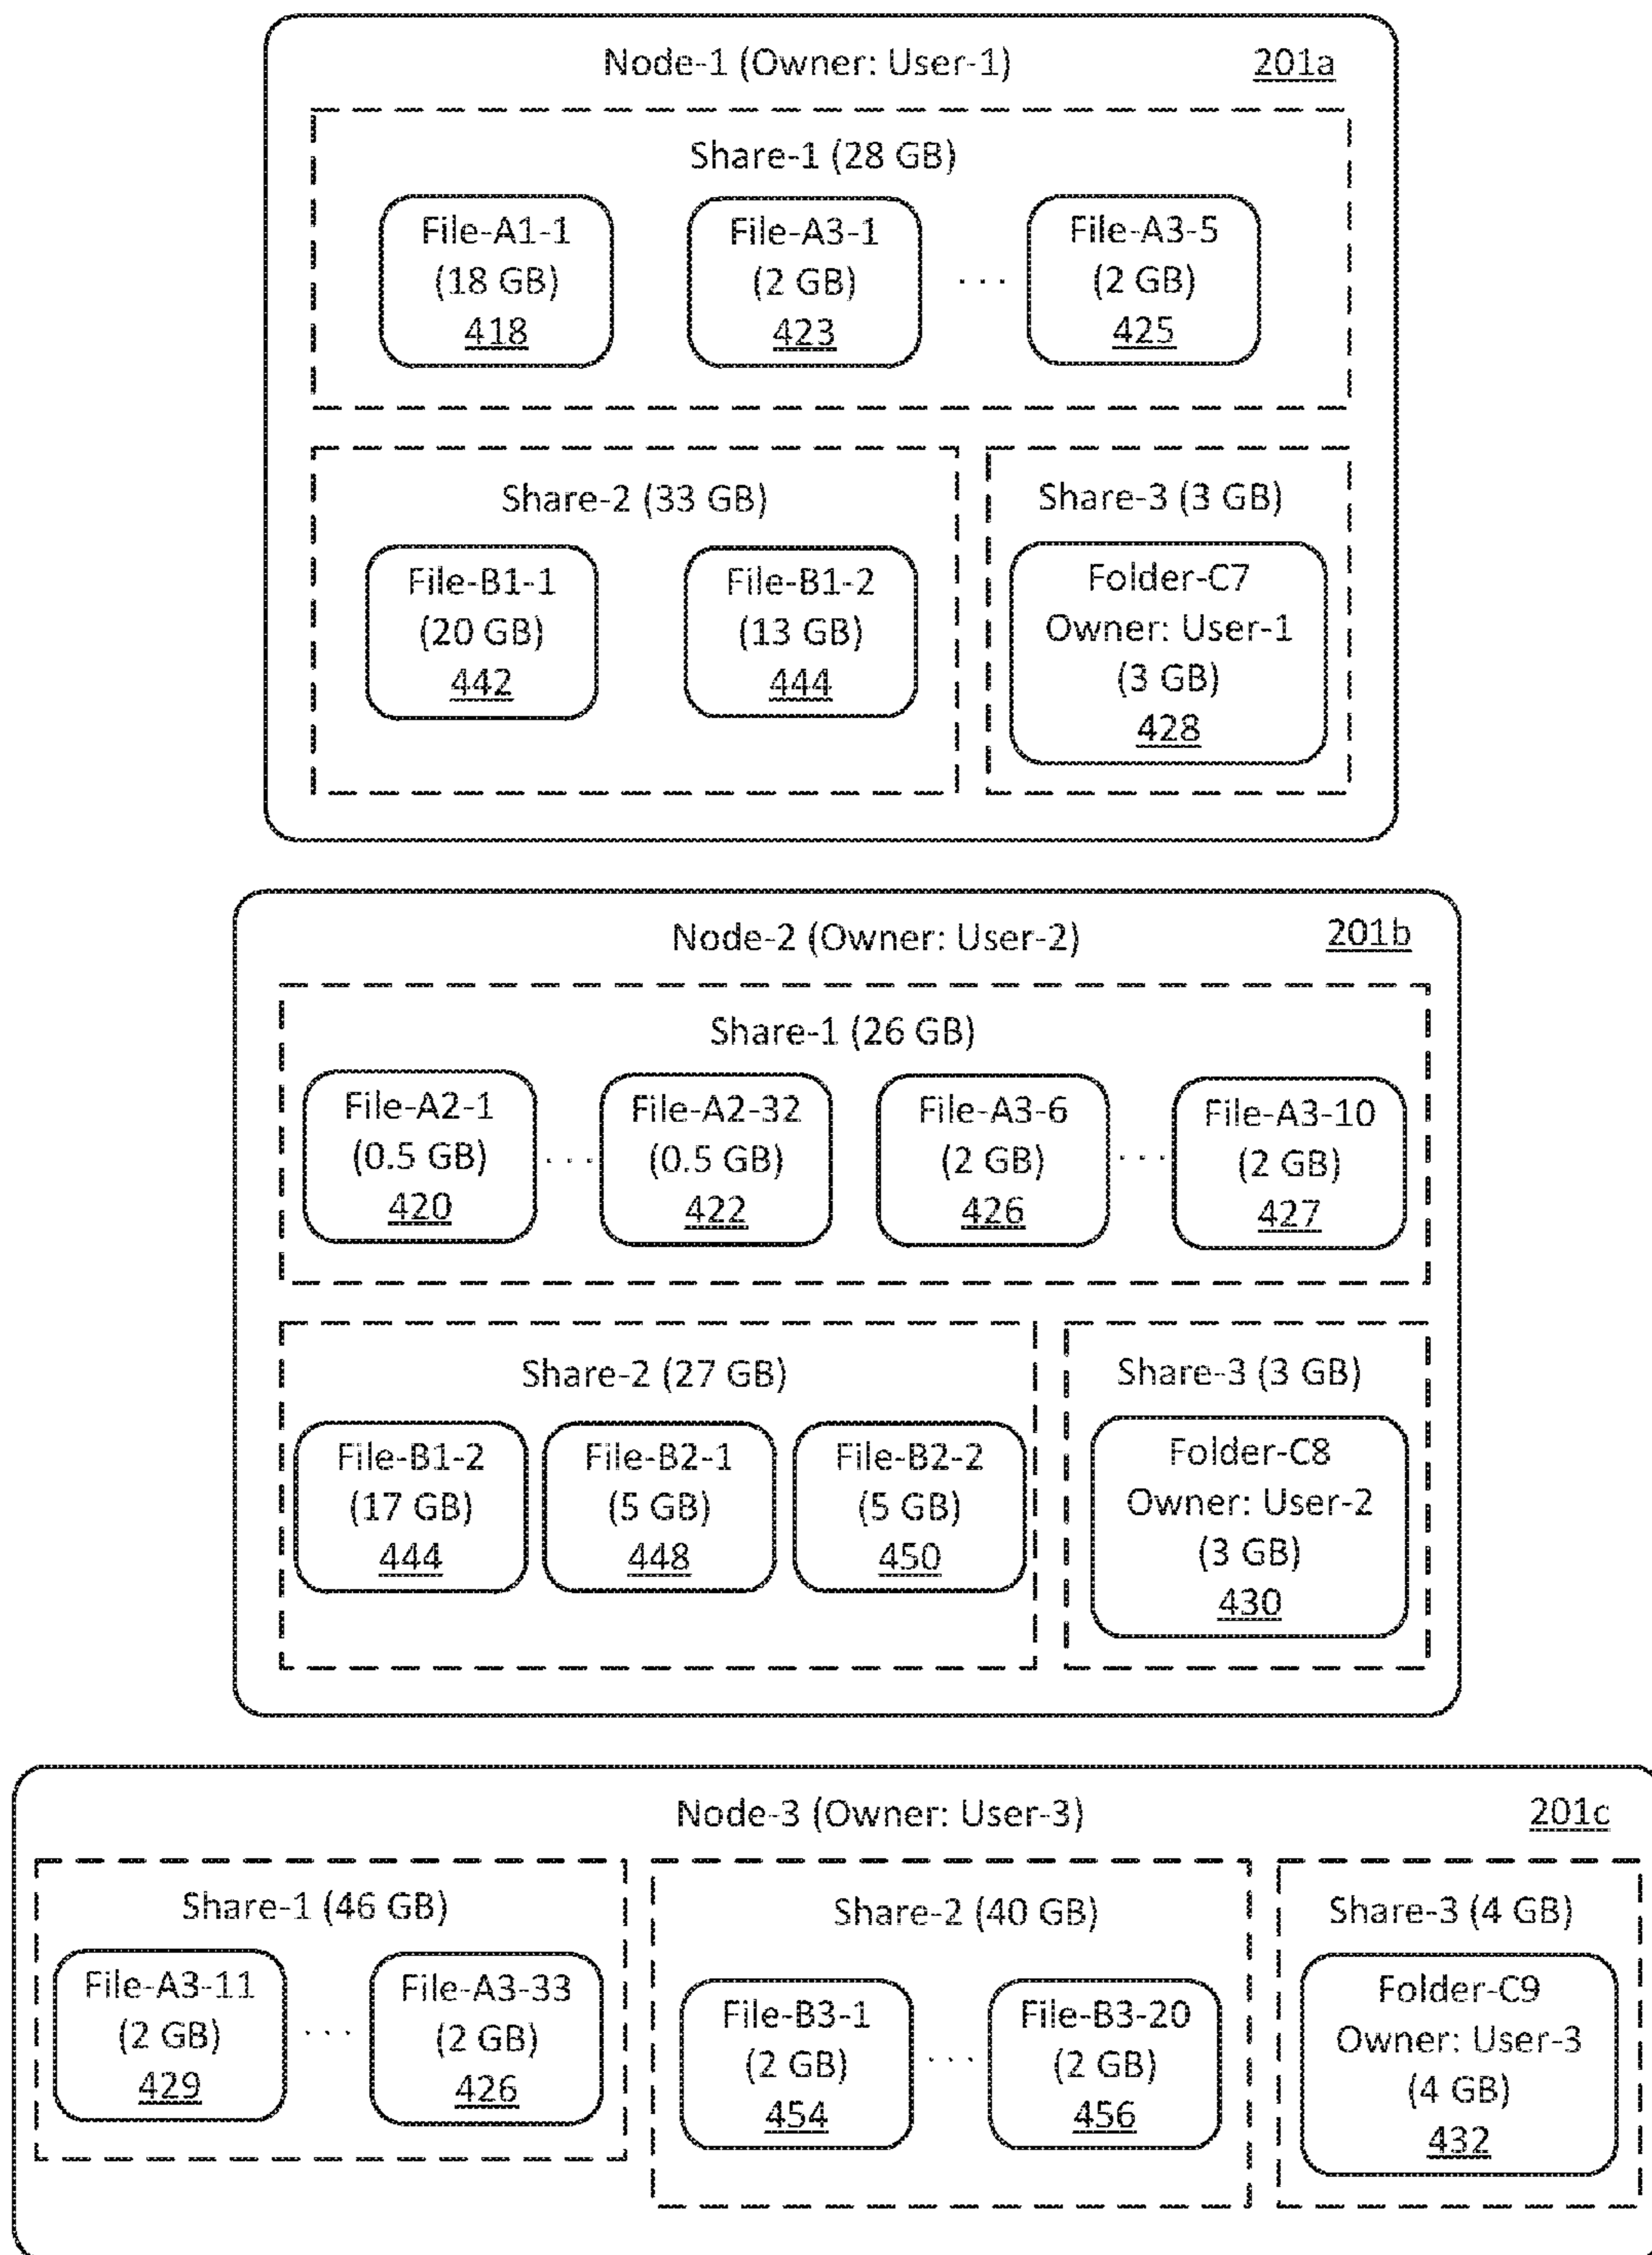 Node-1 (Owner: User-1) 201a
Share-1 (28 GB)
File-A1-1
(18 GB)
418
File-A3-1
(2 GB)
423
. . .
File-A3-5
(2 GB)
425
Share-2 (33 GB)
File-B1-1
(20 GB)
442
File-B1-2
(13 GB)
444
Share-3 (3 GB)
Folder-C7
Owner: User-1
(3 GB)
428
Node-2 (Owner: User-2) 201b
Share-1 (26 GB)
File-A2-1
(0.5 GB)
420
. . .
File-A2-32
(0.5 GB)
422
File-A3-6
(2 GB)
426
. . .
File-A3-10
(2 GB)
427
Share-2 (27 GB)
File-B1-2
(17 GB)
444
File-B2-1
(5 GB)
448
File-B2-2
(5 GB)
450
Share-3 (3 GB)
Folder-C8
Owner: User-2
(3 GB)
430
Node-3 (Owner: User-3) 201c
Share-1 (46 GB)
File-A3-11
(2 GB)
429
. . .
File-A3-33
(2 GB)
426
Share-2 (40 GB)
File-B3-1
(2 GB)
454
. . .
File-B3-20
(2 GB)
456
Share-3 (4 GB)
Folder-C9
Owner: User-3
(4 GB)
432